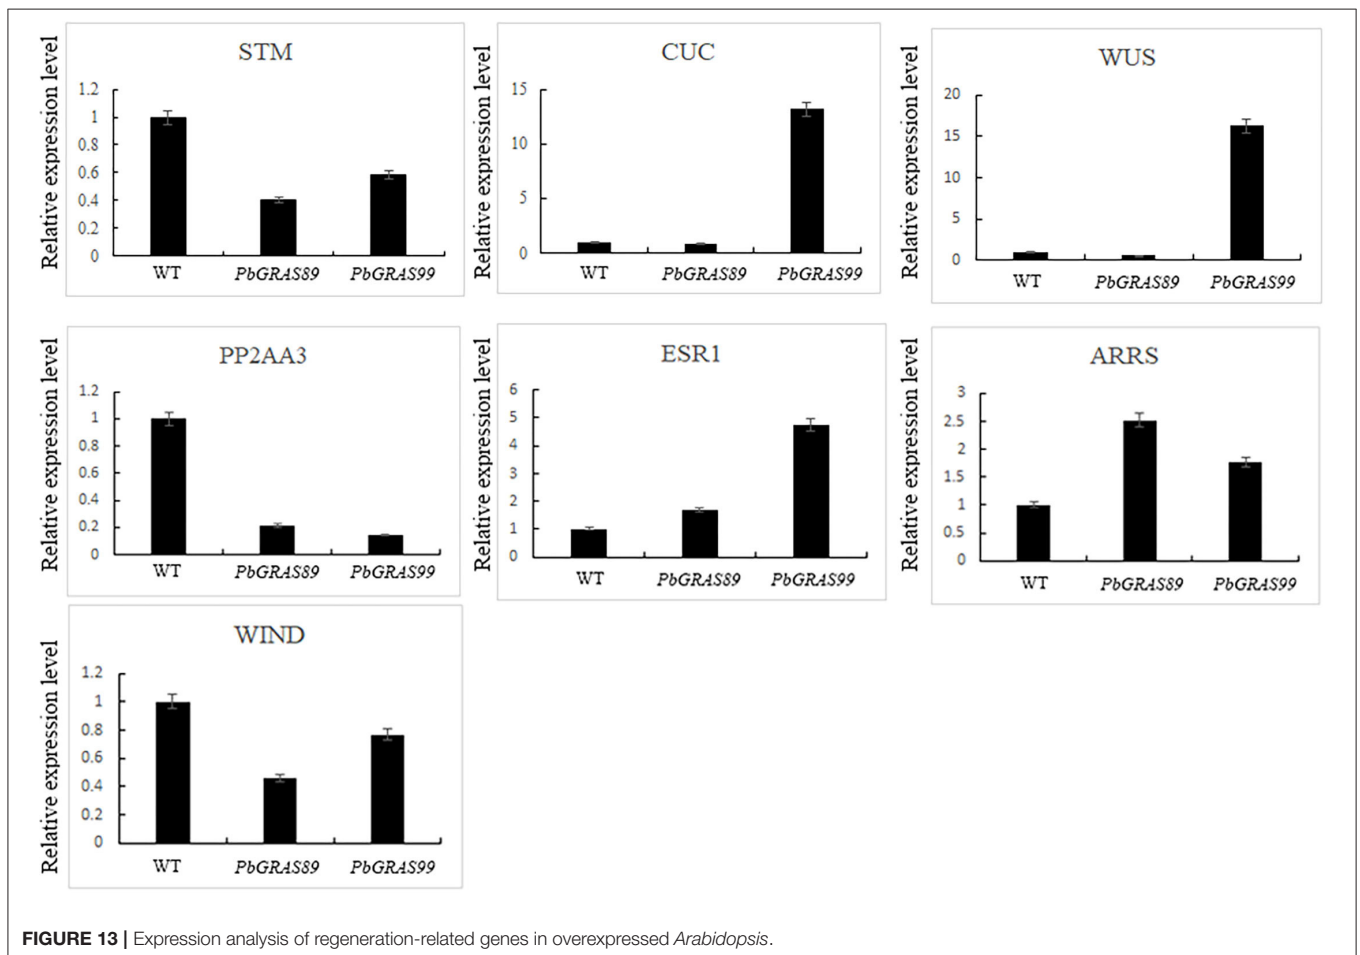 STM
Relative expression level
1.2
1
0.8
0.6
0.4
0.2
0
WT PbGRAS89 PbGRAS99
CUC
Relative expression level
15
10
5
0
WT PbGRAS89 PbGRAS99
WUS
Relative expression level
20
15
10
5
0
WT PbGRAS89 PbGRAS99
PP2AA3
Relative expression level
1.2
1
0.8
0.6
0.4
0.2
0
WT PbGRAS89 PbGRAS99
ESR1
Relative expression level
6
5
4
3
2
1
0
WT PbGRAS89 PbGRAS99
ARRS
Relative expression level
3
2.5
2
1.5
1
0.5
0
WT PbGRAS89 PbGRAS99
WIND
Relative expression level
1.2
1
0.8
0.6
0.4
0.2
0
WT PbGRAS89 PbGRAS99
FIGURE 13 | Expression analysis of regeneration-related genes in overexpressed Arabidopsis.